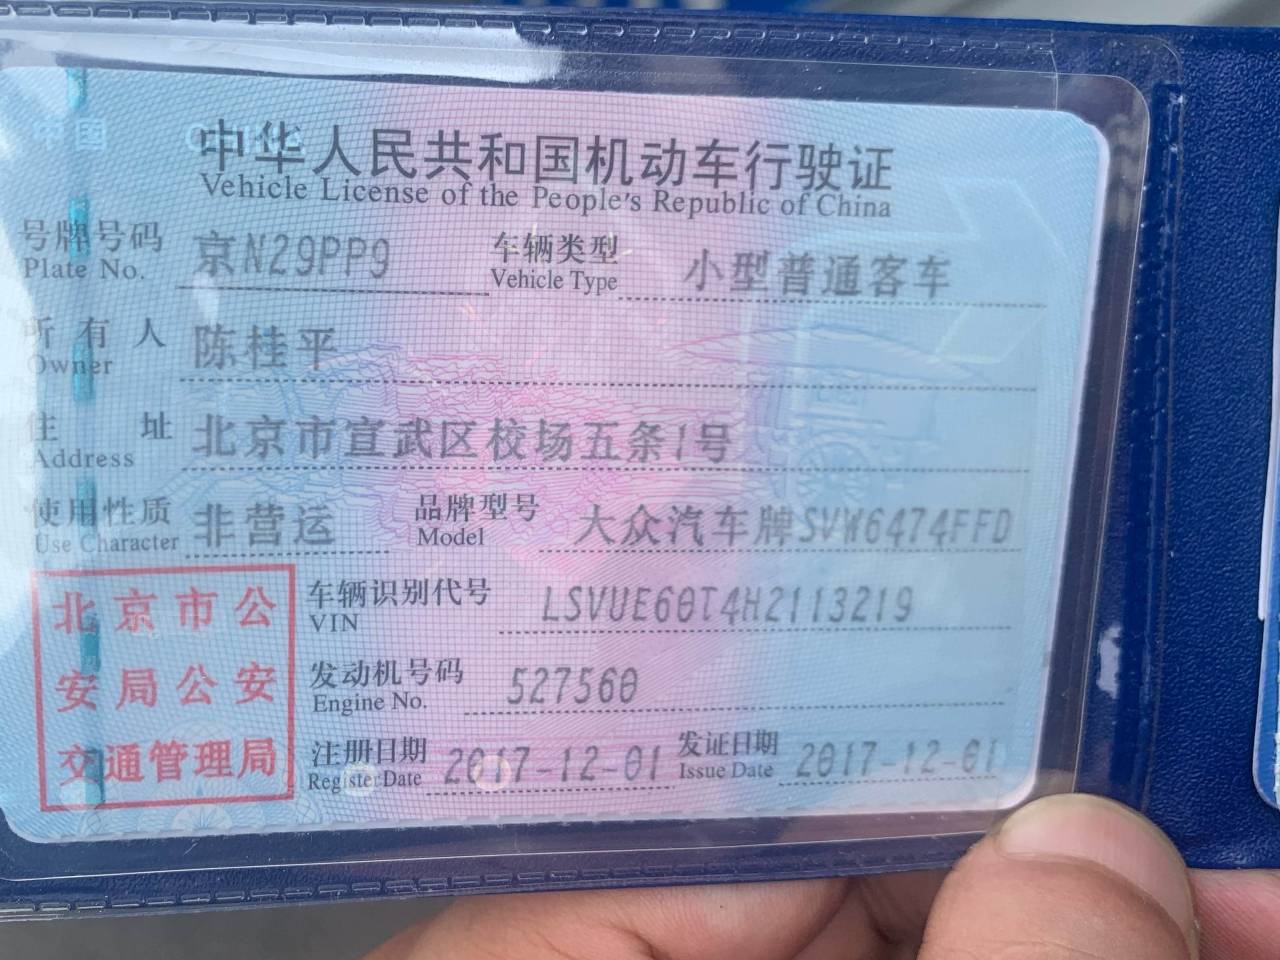 中国 CHINA
中华人民共和国机动车行驶证
Vehicle License of the People's Republic of China
号牌号码 京N29PP9 车辆类型 小型普通客车
Plate No. Vehicle Type
所有人 陈桂平
Owner
住址 北京市宣武区校场五条1号
Address
使用性质 非营运 品牌型号 大众汽车牌SVW6474FFD
Use Character Model
北京市公
安局公安
交通管理局
车辆识别代号 LSVUE60T4H2113219
VIN
发动机号码 527560
Engine No.
注册日期 2017-12-01 发证日期 2017-12-01
Register Date Issue Date